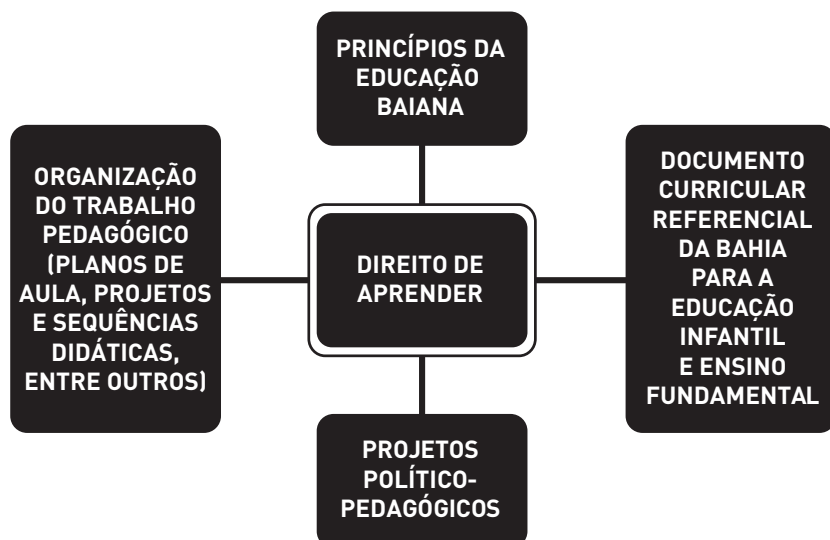 PRINCÍPIOS DA
EDUCAÇÃO
BAIANA
ORGANIZAÇÃO
DO TRABALHO
PEDAGÓGICO
(PLANOS DE
AULA, PROJETOS
E SEQUÊNCIAS
DIDÁTICAS,
ENTRE OUTROS)
DIREITO DE
APRENDER
DOCUMENTO
CURRICULAR
REFERENCIAL
DA BAHIA
PARA A
EDUCAÇÃO
INFANTIL
E ENSINO
FUNDAMENTAL
PROJETOS
POLÍTICO-
PEDAGÓGICOS